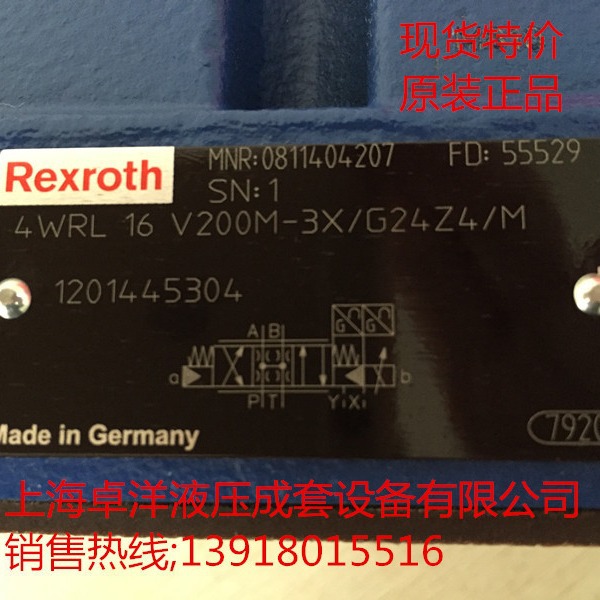 现货特价
原装正品
Rexroth
MNR:0811404207 FD: 55529
SN:1
4WRL 16 V200M-3X/G24Z4/M
1201445304
A B
G G
a b
P T Y X
Made in Germany
7920
上海卓洋液压成套设备有限公司
销售热线;13918015516